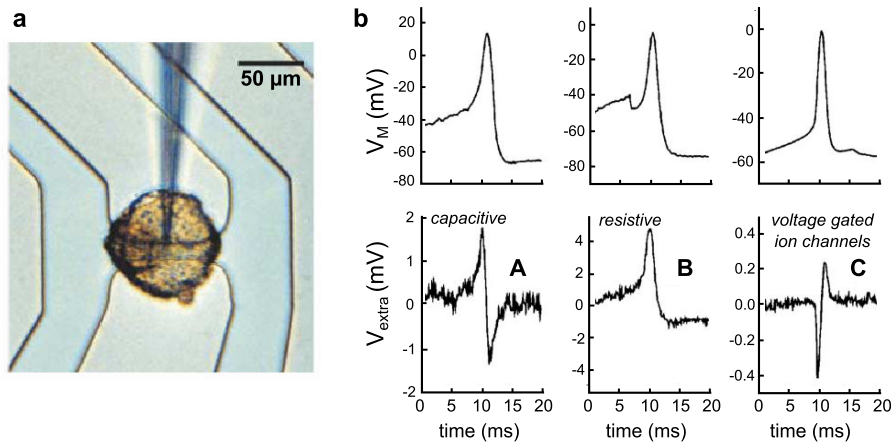 a
50 µm
b
V_M (mV)
20
0
-20
-40
-60
-80
0
-20
-40
-60
-80
0
-20
-40
-60
V_extra (mV)
2
1
0
-1
-2
capacitive
A
4
2
0
-2
-4
resistive
B
0.4
0.2
0.0
-0.2
-0.4
voltage gated
ion channels
C
0 5 10 15 20
0 5 10 15 20
0 5 10 15 20
time (ms)
time (ms)
time (ms)